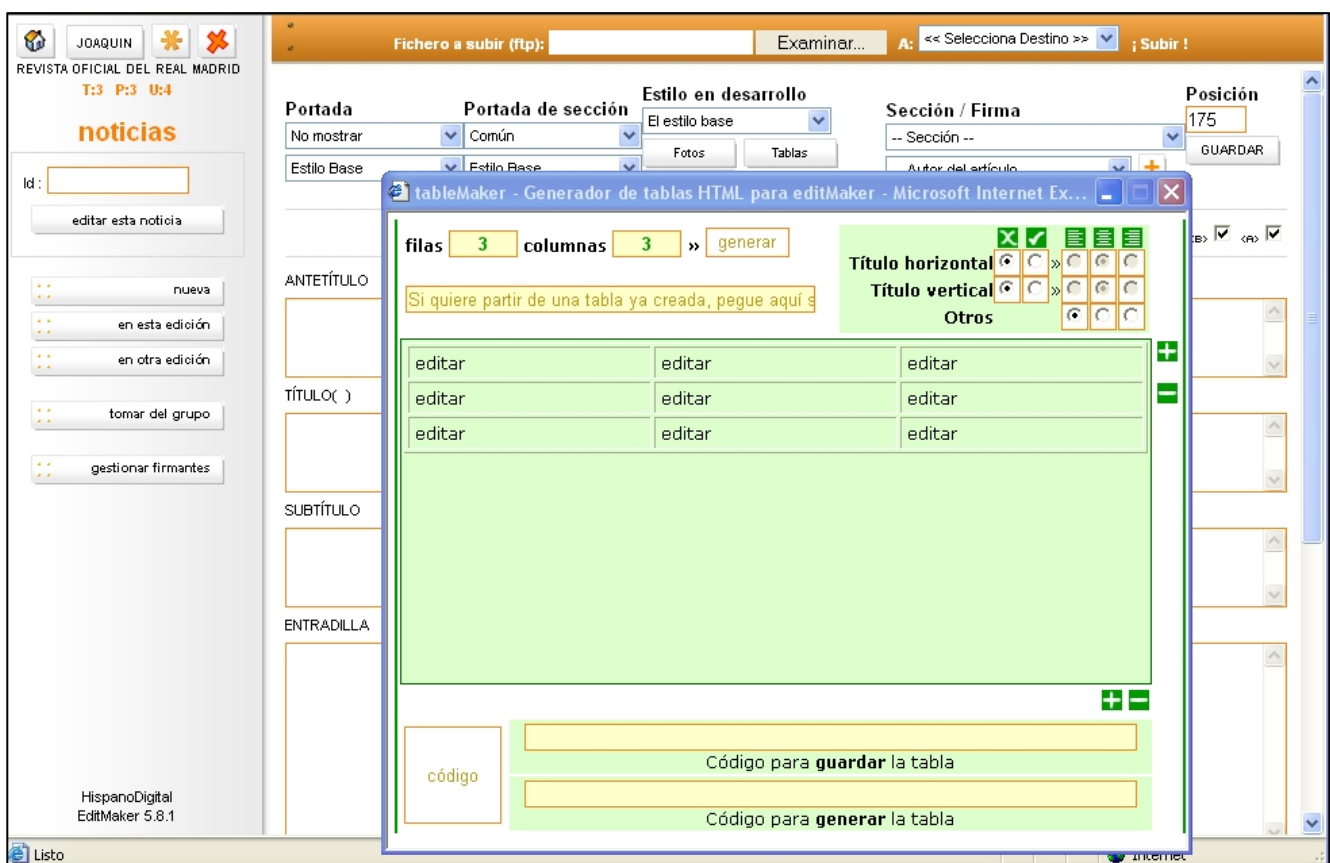 JOAQUIN
REVISTA OFICIAL DEL REAL MADRID
T:3 P:3 U:4
noticias
Id :
editar esta noticia
nueva
en esta edición
en otra edición
tomar del grupo
gestionar firmantes
HispanoDigital
EditMaker 5.8.1
Fichero a subir (ftp): Examinar... A: << Selecciona Destino >> ¡ Subir !
Portada Portada de sección Estilo en desarrollo Sección / Firma Posición
No mostrar Común El estilo base -- Sección -- 175
Fotos Tablas GUARDAR
Estilo Base Estilo Base Autor del artículo
<B> <A>
ANTETÍTULO
TÍTULO( )
SUBTÍTULO
ENTRADILLA
tableMaker - Generador de tablas HTML para editMaker - Microsoft Internet Ex...
filas 3 columnas 3 » generar
Si quiere partir de una tabla ya creada, pegue aquí s
Título horizontal »
Título vertical »
Otros
editar editar editar
editar editar editar
editar editar editar
código
Código para guardar la tabla
Código para generar la tabla
Listo Internet